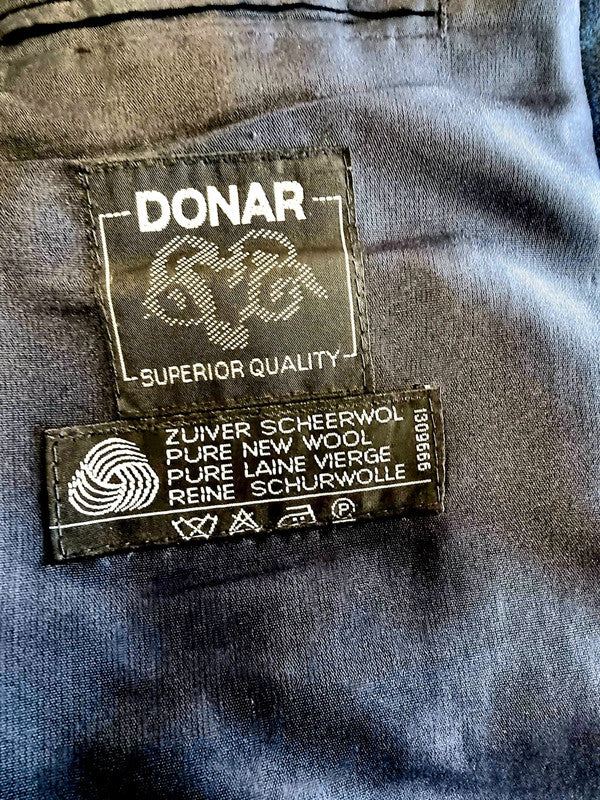 DONAR
SUPERIOR QUALITY
ZUIVER SCHEERWOL
PURE NEW WOOL
PURE LAINE VIERGE
REINE SCHURWOLLE
1309666
P